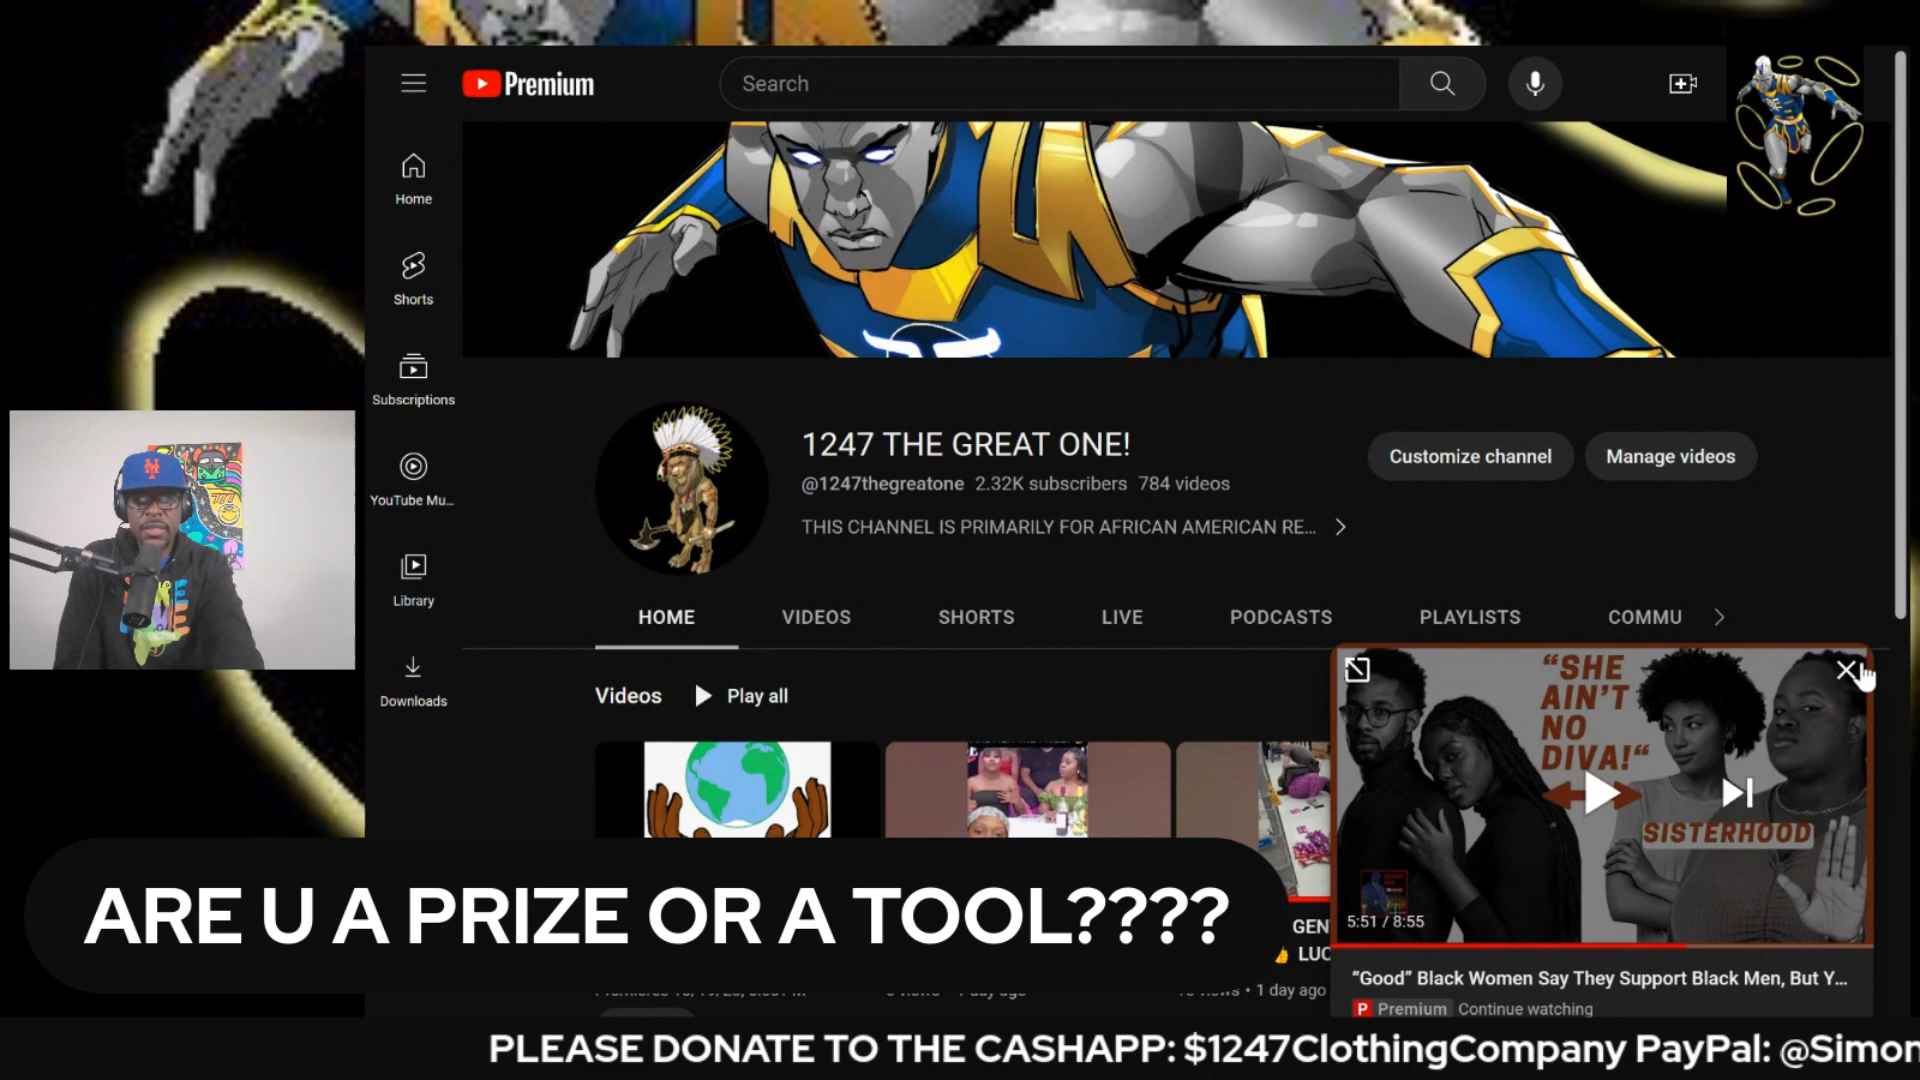 Premium
Search
Home
Shorts
Subscriptions
YouTube Mu...
Library
Downloads
1247 THE GREAT ONE!
@1247thegreatone 2.32K subscribers 784 videos
THIS CHANNEL IS PRIMARILY FOR AFRICAN AMERICAN RE...
Customize channel
Manage videos
HOME VIDEOS SHORTS LIVE PODCASTS PLAYLISTS COMMU
Videos Play all
“SHE
AIN’T
NO
DIVA!“
SISTERHOOD
5:51 / 8:55
“Good” Black Women Say They Support Black Men, But Y...
P Premium Continue watching
GEN
LUC
1 day ago
ARE U A PRIZE OR A TOOL????
PLEASE DONATE TO THE CASHAPP: $1247ClothingCompany PayPal: @Simon